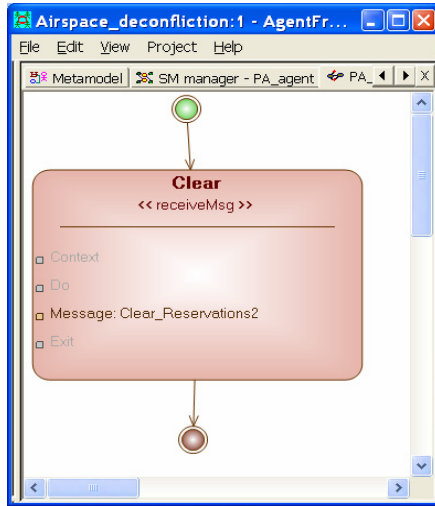 Airspace_deconfliction:1 - AgentFr...
File Edit View Project Help
Metamodel SM manager - PA_agent PA_ X
Clear
<< receiveMsg >>
Context
Do
Message: Clear_Reservations2
Exit